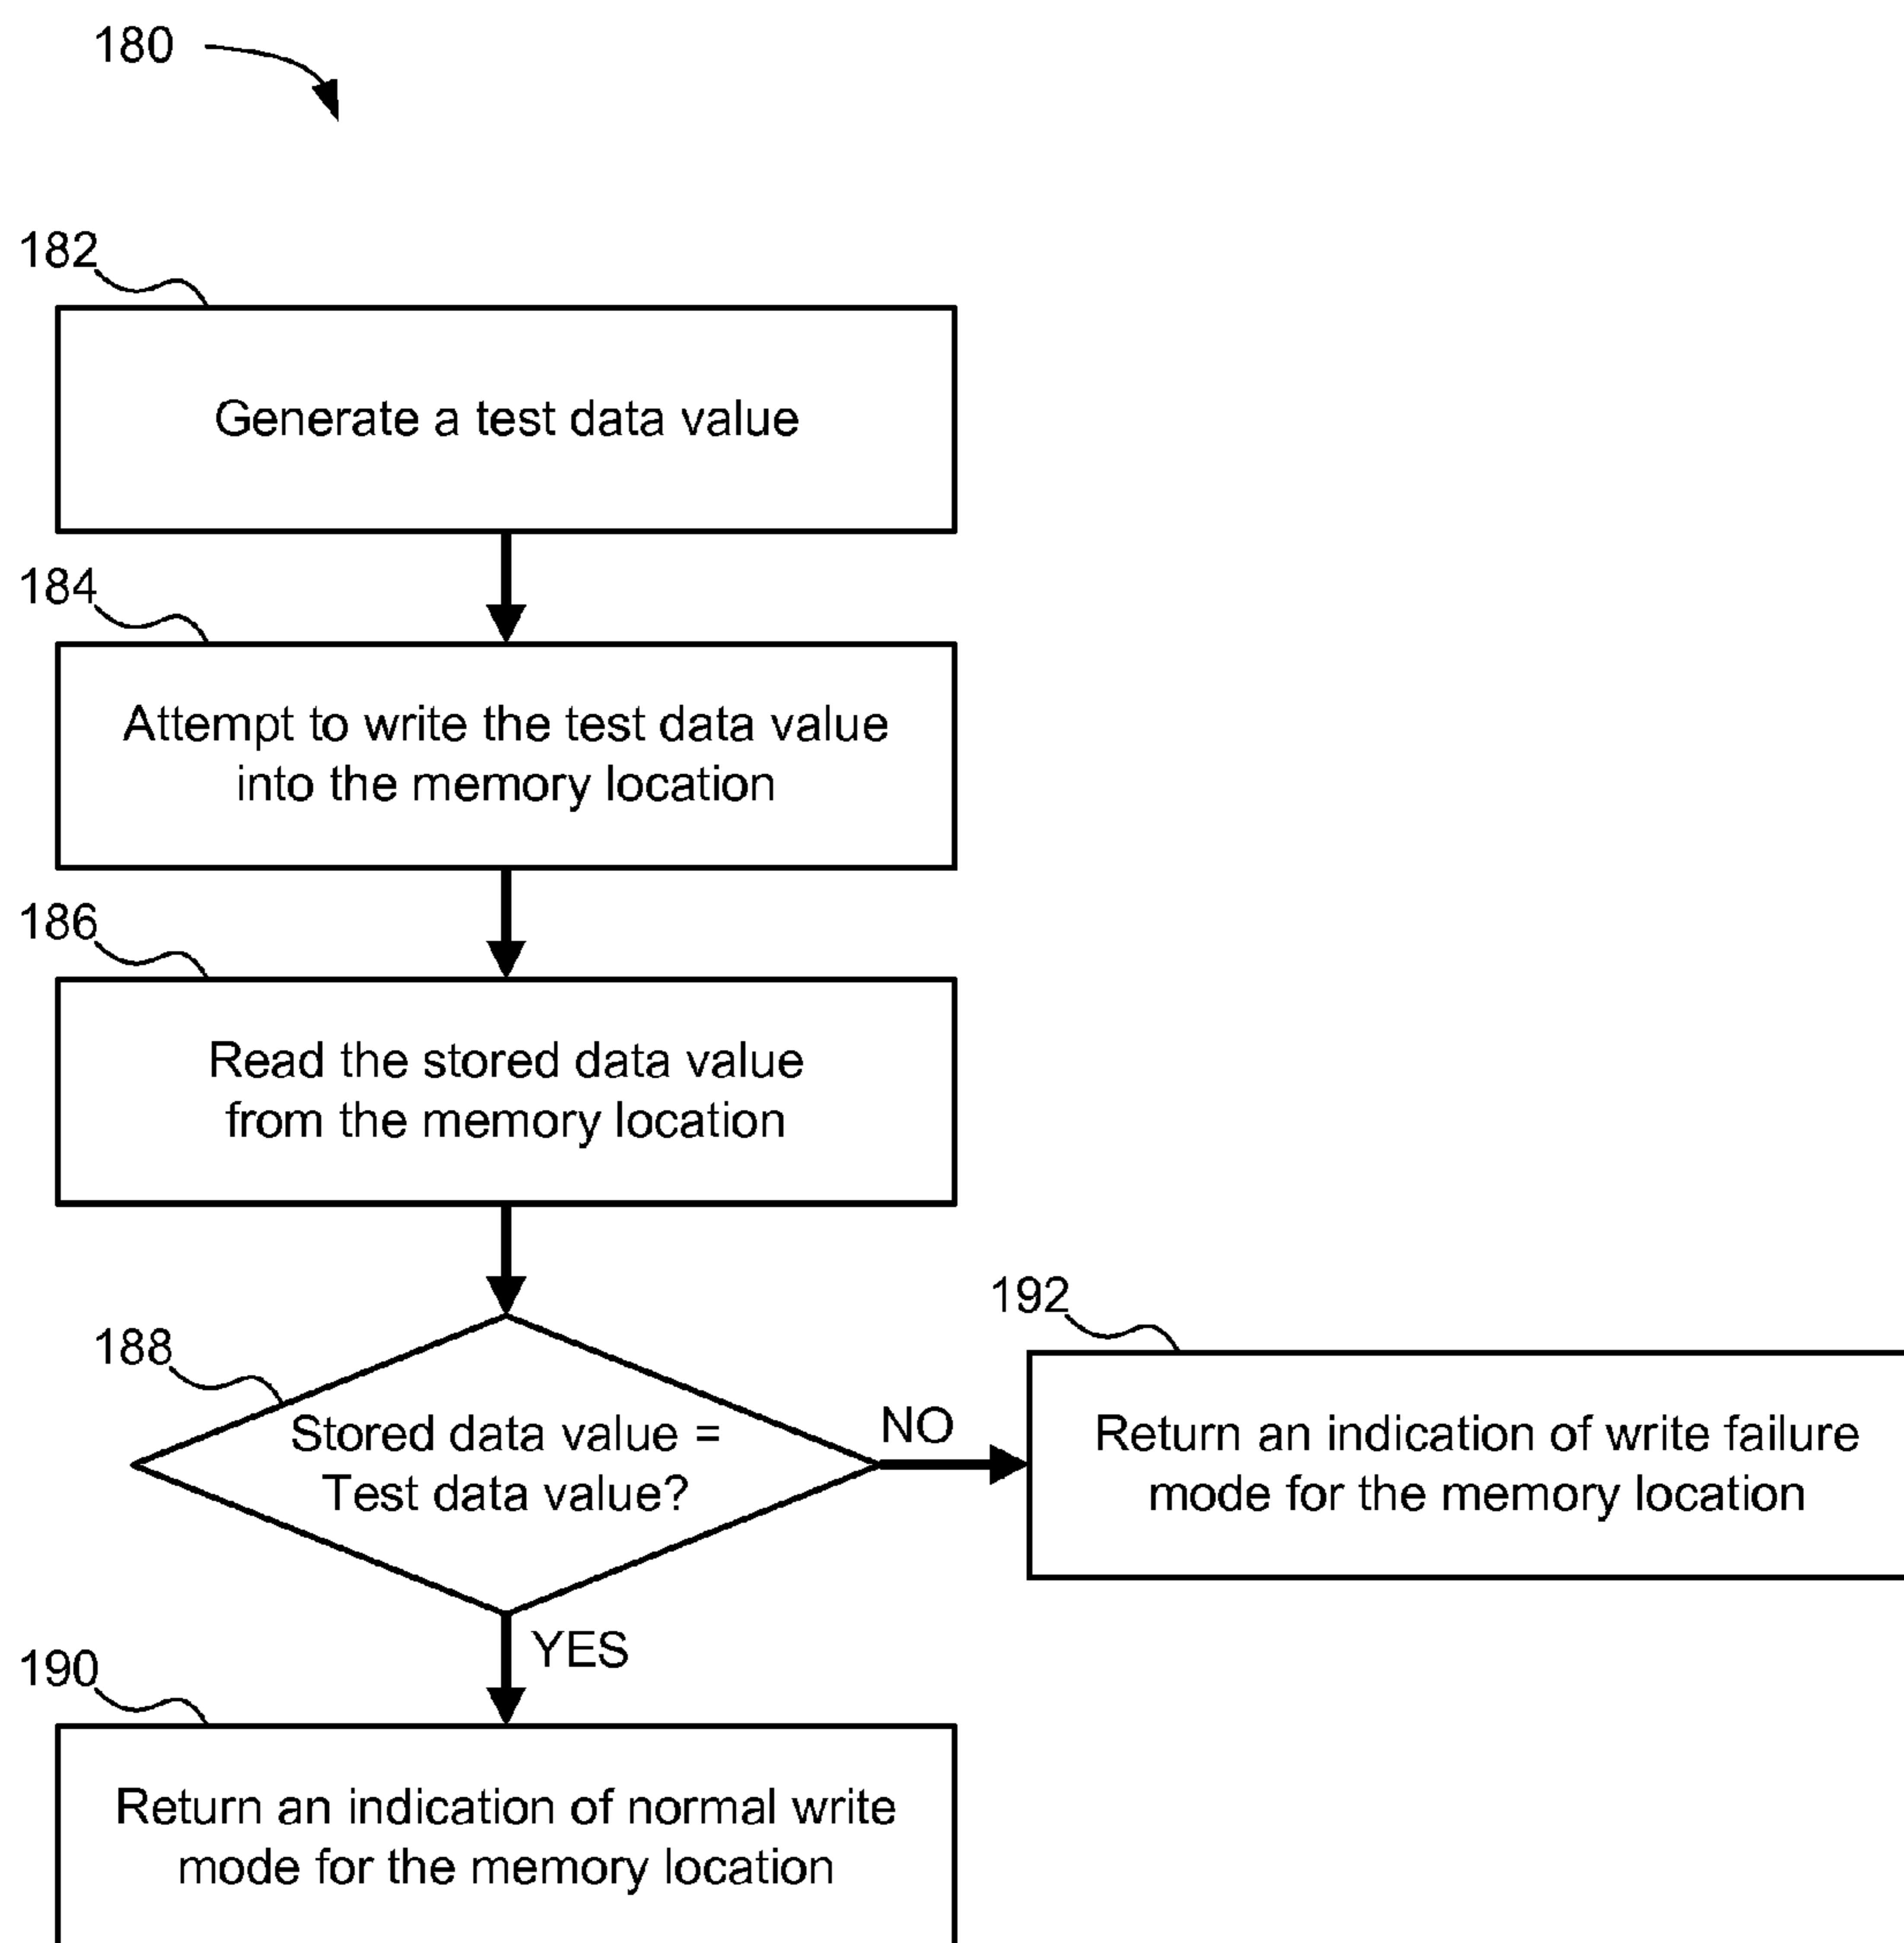 180
182
Generate a test data value
184
Attempt to write the test data value
into the memory location
186
Read the stored data value
from the memory location
188
Stored data value =
Test data value?
NO
192
Return an indication of write failure
mode for the memory location
YES
190
Return an indication of normal write
mode for the memory location